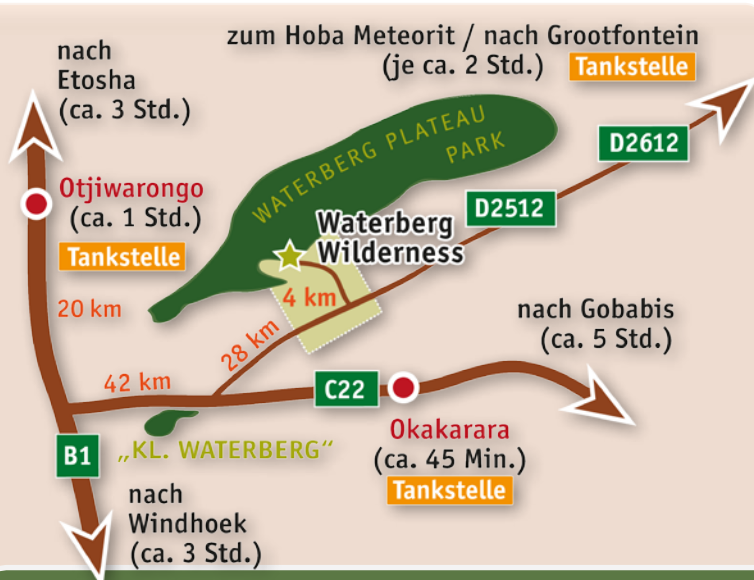 nach
Etosha
(ca. 3 Std.)
zum Hoba Meteorit / nach Grootfontein
(je ca. 2 Std.) Tankstelle
D2612
WATERBERG PLATEAU
PARK
Otjiwarongo
(ca. 1 Std.)
Tankstelle
D2512
Waterberg
Wilderness
4 km
20 km
28 km
nach Gobabis
(ca. 5 Std.)
42 km
C22
Okakarara
(ca. 45 Min.)
Tankstelle
„KL. WATERBERG“
B1
nach
Windhoek
(ca. 3 Std.)